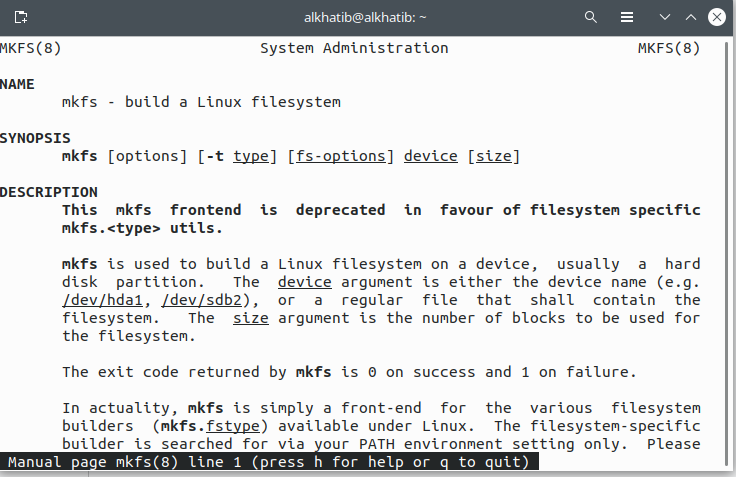 alkhatib@alkhatib: ~
MKFS(8) System Administration MKFS(8)
NAME
mkfs - build a Linux filesystem
SYNOPSIS
mkfs [options] [-t type] [fs-options] device [size]
DESCRIPTION
This mkfs frontend is deprecated in favour of filesystem specific
mkfs.<type> utils.
mkfs is used to build a Linux filesystem on a device, usually a hard
disk partition. The device argument is either the device name (e.g.
/dev/hda1, /dev/sdb2), or a regular file that shall contain the
filesystem. The size argument is the number of blocks to be used for
the filesystem.
The exit code returned by mkfs is 0 on success and 1 on failure.
In actuality, mkfs is simply a front-end for the various filesystem
builders (mkfs.fstype) available under Linux. The filesystem-specific
builder is searched for via your PATH environment setting only. Please
Manual page mkfs(8) line 1 (press h for help or q to quit)